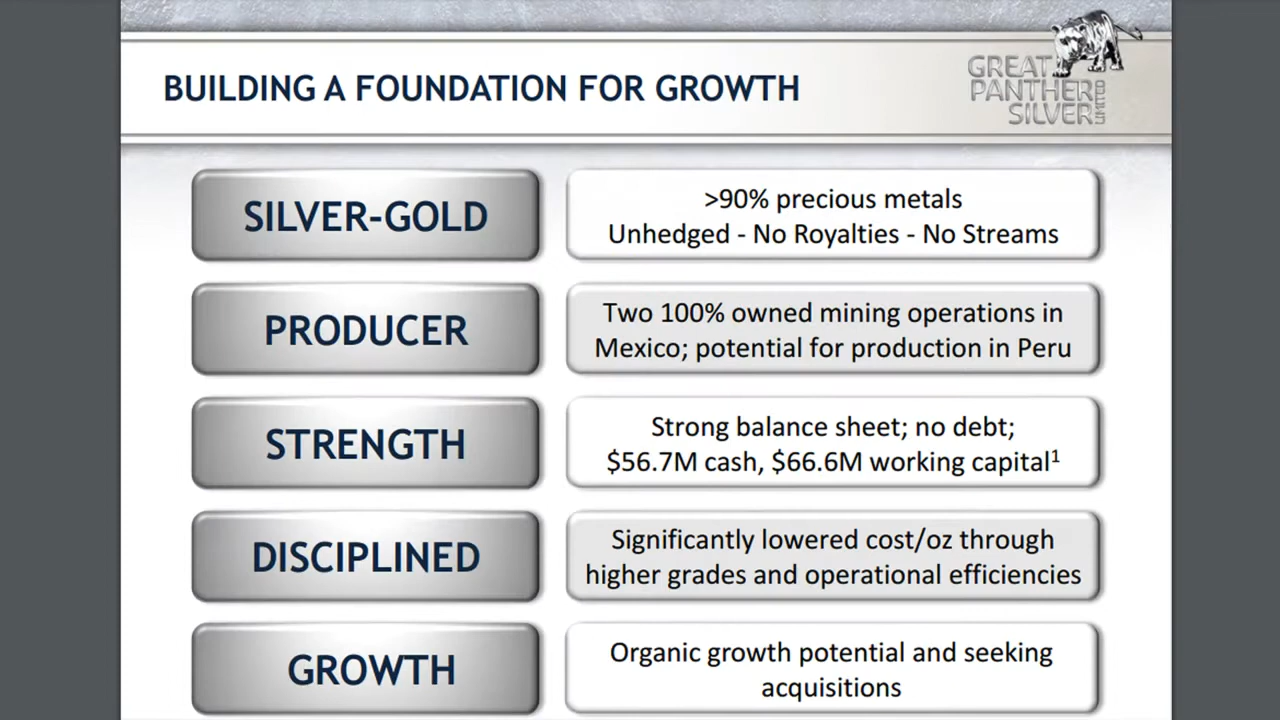 BUILDING A FOUNDATION FOR GROWTH
GREAT
PANTHER
SILVER
LIMITED
SILVER-GOLD
>90% precious metals
Unhedged - No Royalties - No Streams
PRODUCER
Two 100% owned mining operations in
Mexico; potential for production in Peru
STRENGTH
Strong balance sheet; no debt;
$56.7M cash, $66.6M working capital¹
DISCIPLINED
Significantly lowered cost/oz through
higher grades and operational efficiencies
GROWTH
Organic growth potential and seeking
acquisitions